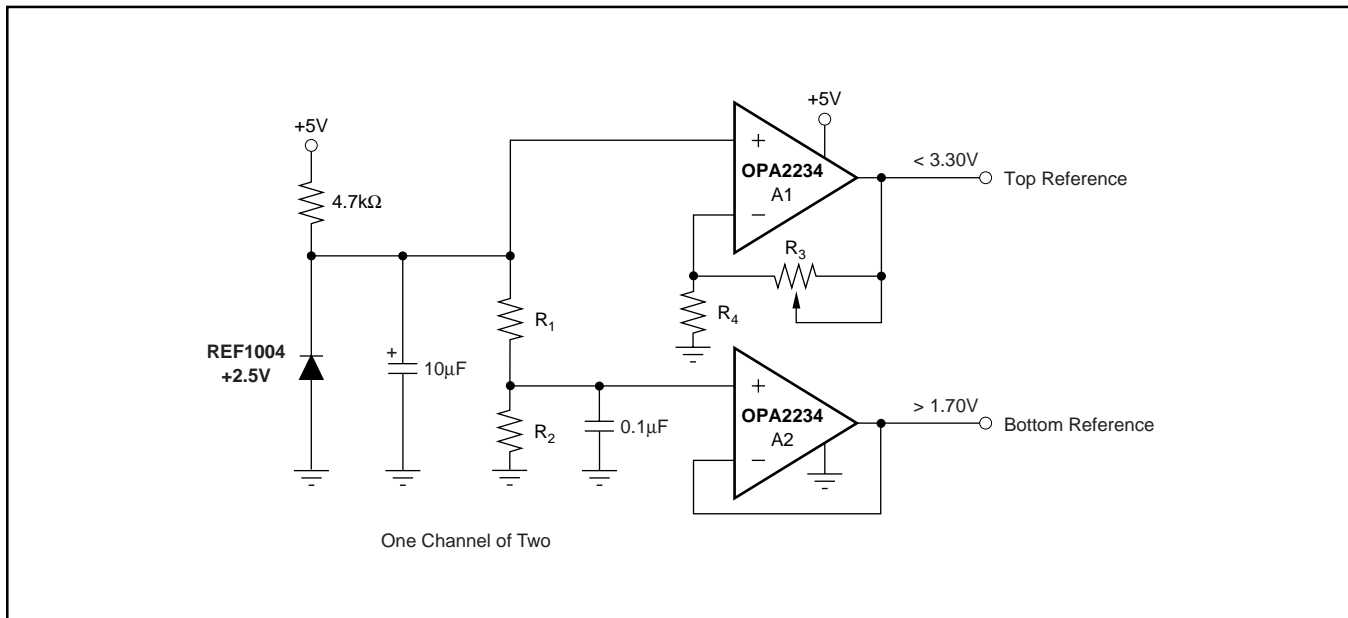 +5V
4.7kΩ
REF1004
+2.5V
+
10µF
R1
R2
0.1µF
+5V
+
OPA2234
A1
–
< 3.30V
Top Reference
R3
R4
+
OPA2234
A2
–
> 1.70V
Bottom Reference
One Channel of Two